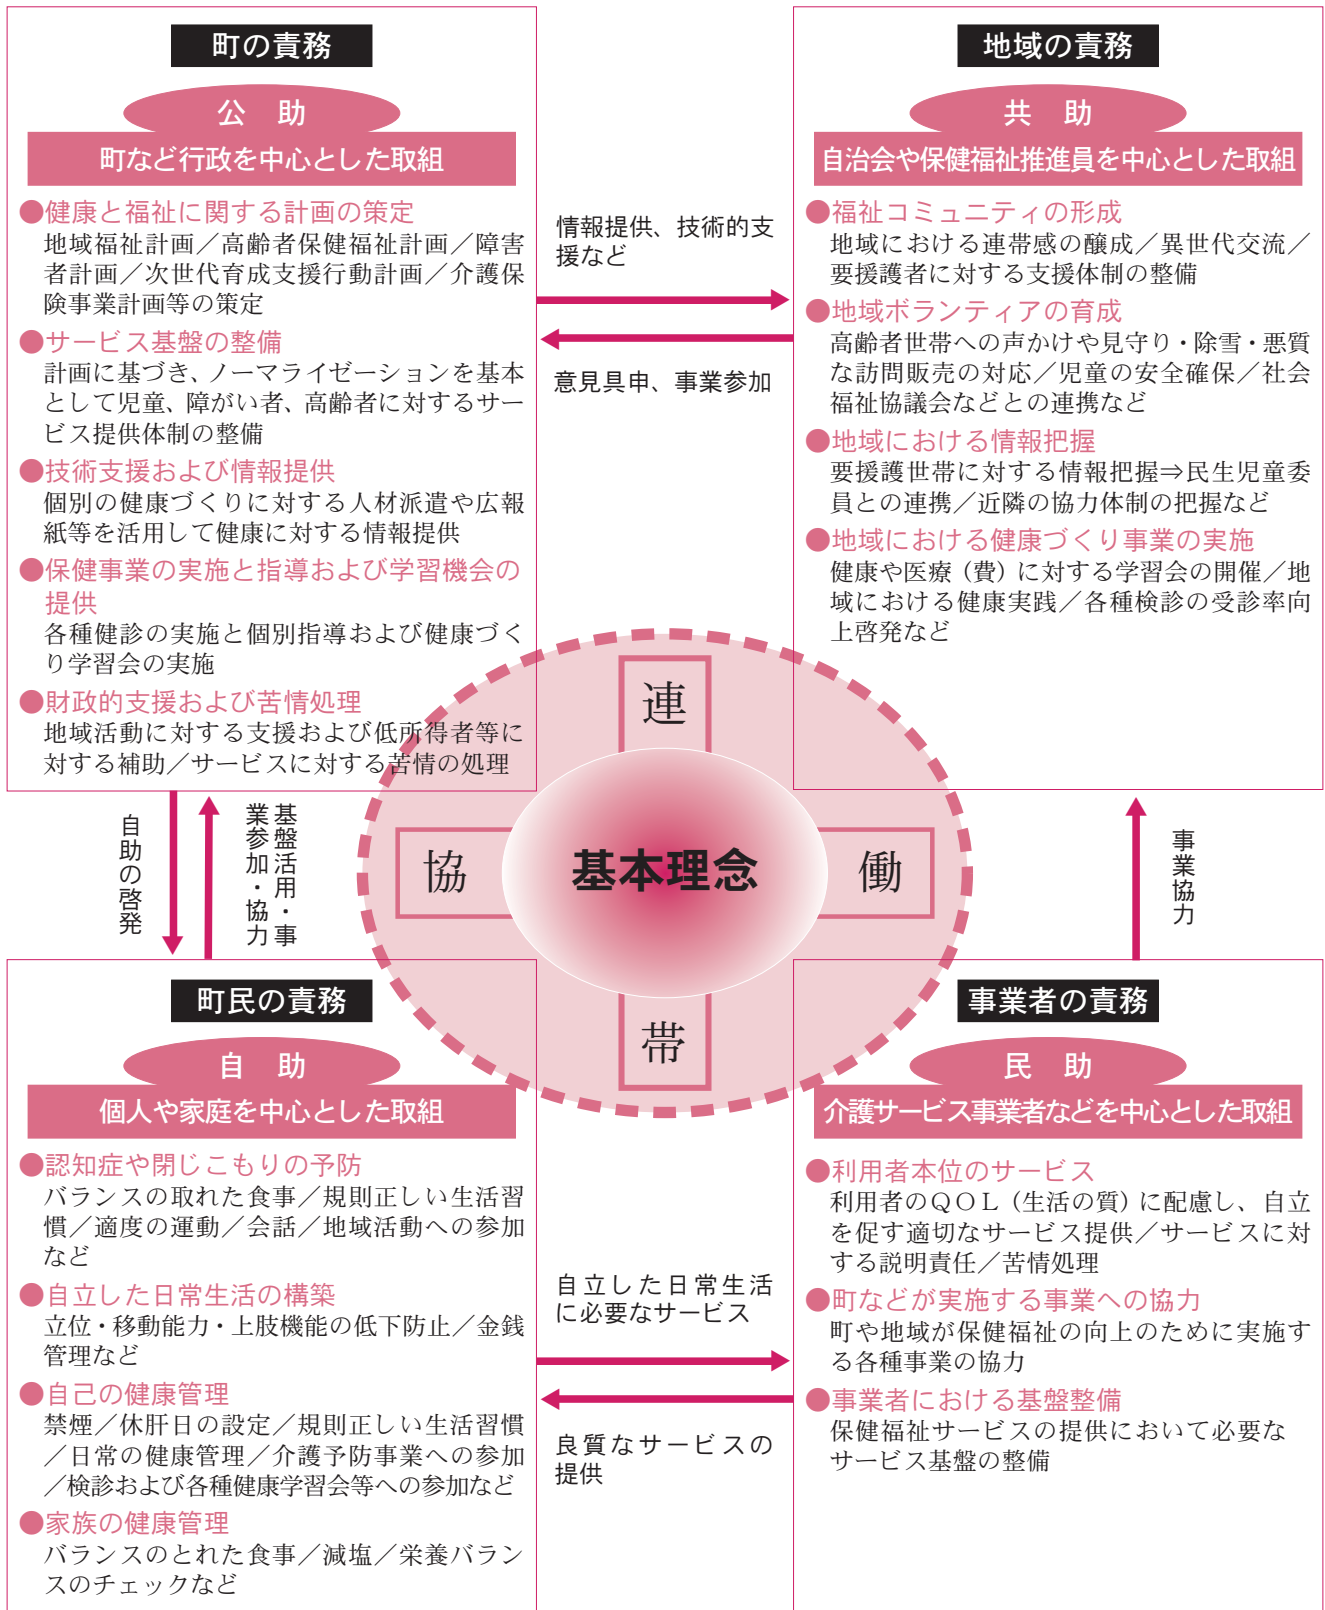 町の責務
公　助
町など行政を中心とした取組
●健康と福祉に関する計画の策定
地域福祉計画／高齢者保健福祉計画／障害
者計画／次世代育成支援行動計画／介護保
険事業計画等の策定
●サービス基盤の整備
計画に基づき、ノーマライゼーションを基本
として児童、障がい者、高齢者に対するサー
ビス提供体制の整備
●技術支援および情報提供
個別の健康づくりに対する人材派遣や広報
紙等を活用して健康に対する情報提供
●保健事業の実施と指導および学習機会の
提供
各種健診の実施と個別指導および健康づく
り学習会の実施
●財政的支援および苦情処理
地域活動に対する支援および低所得者等に
対する補助／サービスに対する苦情の処理
情報提供、技術的支
援など
意見具申、事業参加
地域の責務
共　助
自治会や保健福祉推進員を中心とした取組
●福祉コミュニティの形成
地域における連帯感の醸成／異世代交流／
要援護者に対する支援体制の整備
●地域ボランティアの育成
高齢者世帯への声かけや見守り・除雪・悪質
な訪問販売の対応／児童の安全確保／社会
福祉協議会などとの連携など
●地域における情報把握
要援護世帯に対する情報把握⇒民生児童委
員との連携／近隣の協力体制の把握など
●地域における健康づくり事業の実施
健康や医療（費）に対する学習会の開催／地
域における健康実践／各種検診の受診率向
上啓発など
自助の啓発
基盤活用・事
業参加・協力
連
協
基本理念
働
帯
事業協力
町民の責務
自　助
個人や家庭を中心とした取組
●認知症や閉じこもりの予防
バランスの取れた食事／規則正しい生活習
慣／適度の運動／会話／地域活動への参加
など
●自立した日常生活の構築
立位・移動能力・上肢機能の低下防止／金銭
管理など
●自己の健康管理
禁煙／休肝日の設定／規則正しい生活習慣
／日常の健康管理／介護予防事業への参加
／検診および各種健康学習会等への参加など
●家族の健康管理
バランスのとれた食事／減塩／栄養バラン
スのチェックなど
自立した日常生活
に必要なサービス
良質なサービスの
提供
事業者の責務
民　助
介護サービス事業者などを中心とした取組
●利用者本位のサービス
利用者のＱＯＬ（生活の質）に配慮し、自立
を促す適切なサービス提供／サービスに対
する説明責任／苦情処理
●町などが実施する事業への協力
町や地域が保健福祉の向上のために実施す
る各種事業の協力
●事業者における基盤整備
保健福祉サービスの提供において必要な
サービス基盤の整備